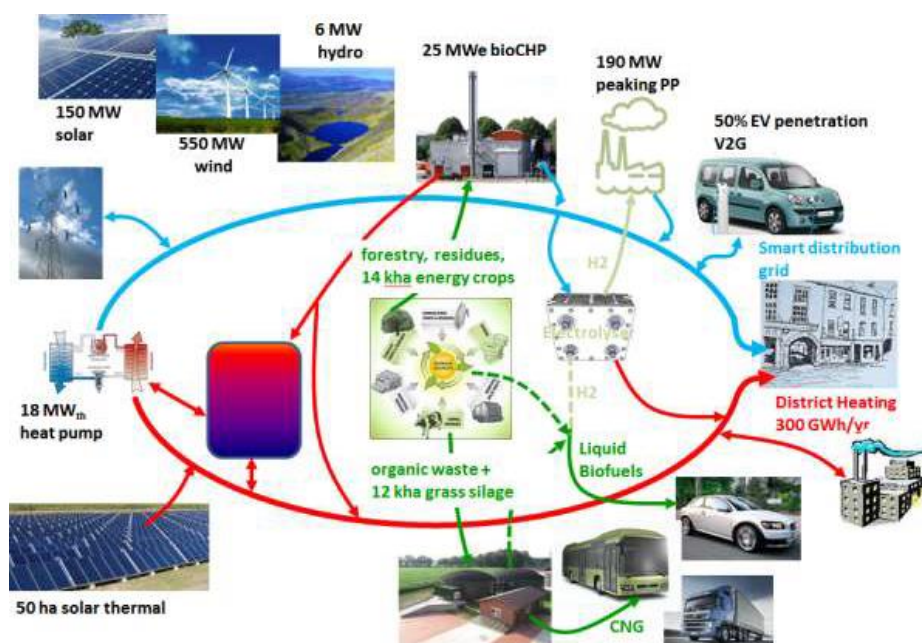 6 MW
hydro
25 MWe bioCHP
190 MW
peaking PP
150 MW
solar
550 MW
wind
50% EV penetration
V2G
Smart distribution
grid
forestry, residues,
14 kha energy crops
H2
Electrolyser
H2
18 MWth
heat pump
District Heating
300 GWh/yr
Liquid
Biofuels
organic waste +
12 kha grass silage
50 ha solar thermal
CNG